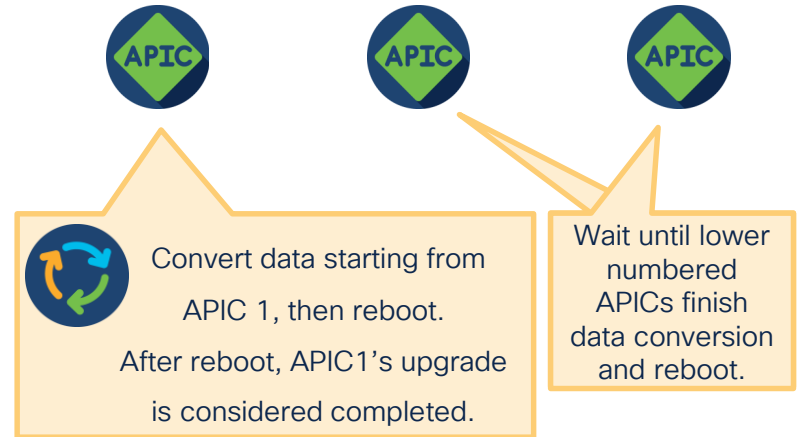 APIC
APIC
APIC
Convert data starting from
APIC 1, then reboot.
After reboot, APIC1’s upgrade
is considered completed.
Wait until lower
numbered
APICs finish
data conversion
and reboot.